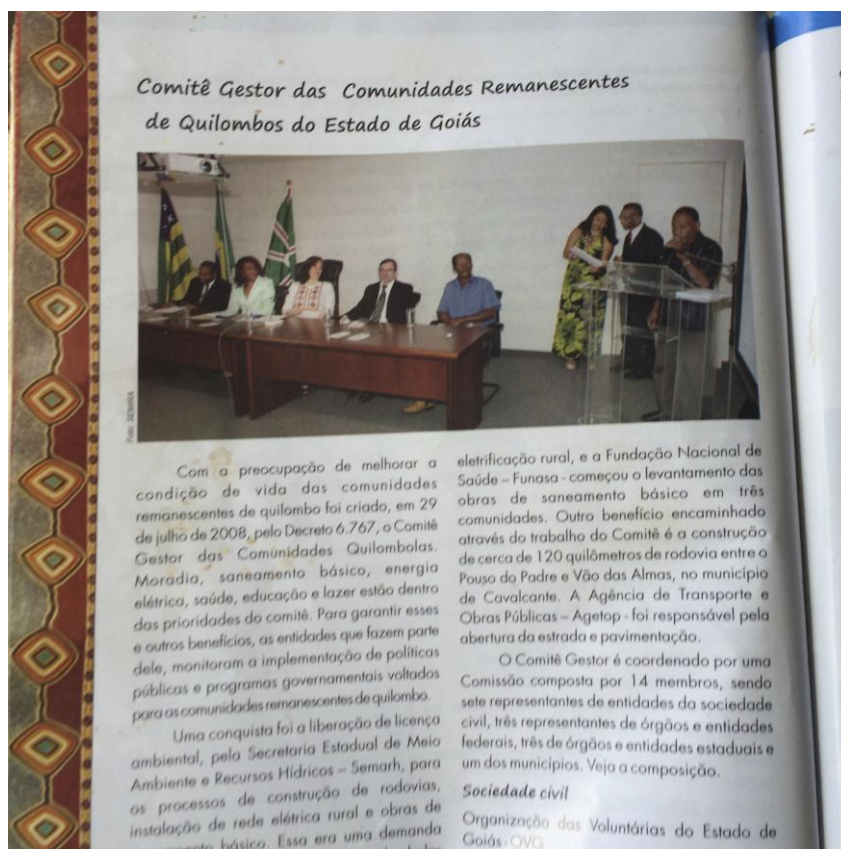 Comitê Gestor das Comunidades Remanescentes
de Quilombos do Estado de Goiás
Foto: SEMIRA
Com a preocupação de melhorar a
condição de vida das comunidades
remanescentes de quilombo foi criado, em 29
de julho de 2008, pelo Decreto 6.767, o Comitê
Gestor das Comunidades Quilombolas.
Moradia, saneamento básico, energia
elétrica, saúde, educação e lazer estão dentro
das prioridades do comitê. Para garantir esses
e outros benefícios, as entidades que fazem parte
dele, monitoram a implementação de políticas
públicas e programas governamentais voltados
para as comunidades remanescentes de quilombo.
Uma conquista foi a liberação de licença
ambiental, pela Secretaria Estadual de Meio
Ambiente e Recursos Hídricos – Semarh, para
os processos de construção de rodovias,
instalação de rede elétrica rural e obras de
básico. Essa era uma demanda
eletrificação rural, e a Fundação Nacional de
Saúde – Funasa - começou o levantamento das
obras de saneamento básico em três
comunidades. Outro benefício encaminhado
através do trabalho do Comitê é a construção
de cerca de 120 quilômetros de rodovia entre o
Pouso do Padre e Vão das Almas, no município
de Cavalcante. A Agência de Transporte e
Obras Públicas – Agetop - foi responsável pela
abertura da estrada e pavimentação.
O Comitê Gestor é coordenado por uma
Comissão composta por 14 membros, sendo
sete representantes de entidades da sociedade
civil, três representantes de órgãos e entidades
federais, três de órgãos e entidades estaduais e
um dos municípios. Veja a composição.
Sociedade civil
Organização das Voluntárias do Estado de
Goiás - OVG